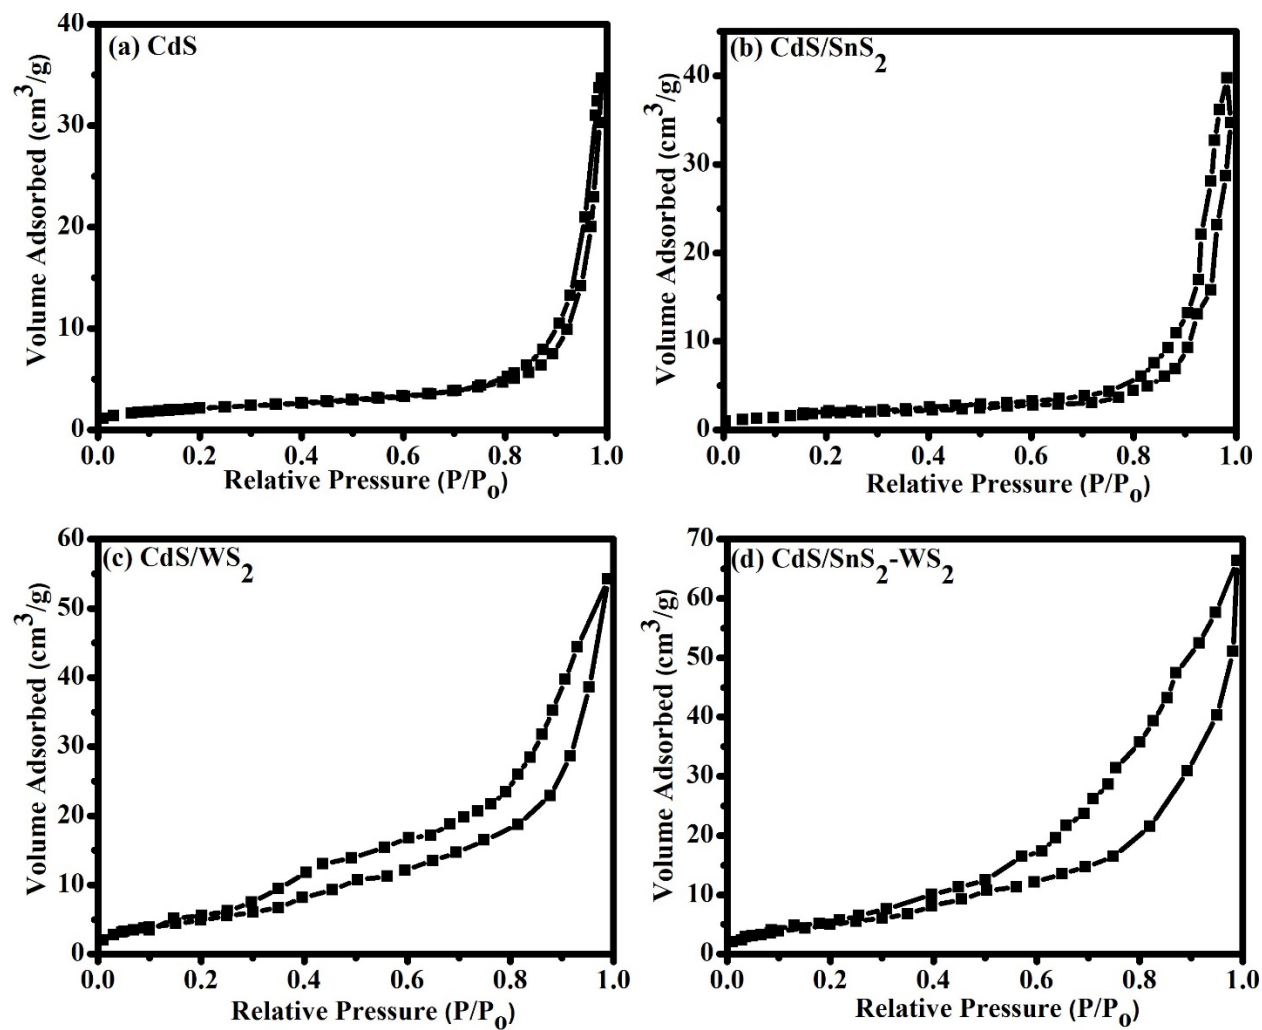 (a) CdS
Volume Adsorbed (cm³/g)
40
30
20
10
0
0.0 0.2 0.4 0.6 0.8 1.0
Relative Pressure (P/P₀)
(b) CdS/SnS₂
Volume Adsorbed (cm³/g)
40
30
20
10
0
0.0 0.2 0.4 0.6 0.8 1.0
Relative Pressure (P/P₀)
(c) CdS/WS₂
Volume Adsorbed (cm³/g)
60
50
40
30
20
10
0
0.0 0.2 0.4 0.6 0.8 1.0
Relative Pressure (P/P₀)
(d) CdS/SnS₂-WS₂
Volume Adsorbed (cm³/g)
70
60
50
40
30
20
10
0
0.0 0.2 0.4 0.6 0.8 1.0
Relative Pressure (P/P₀)